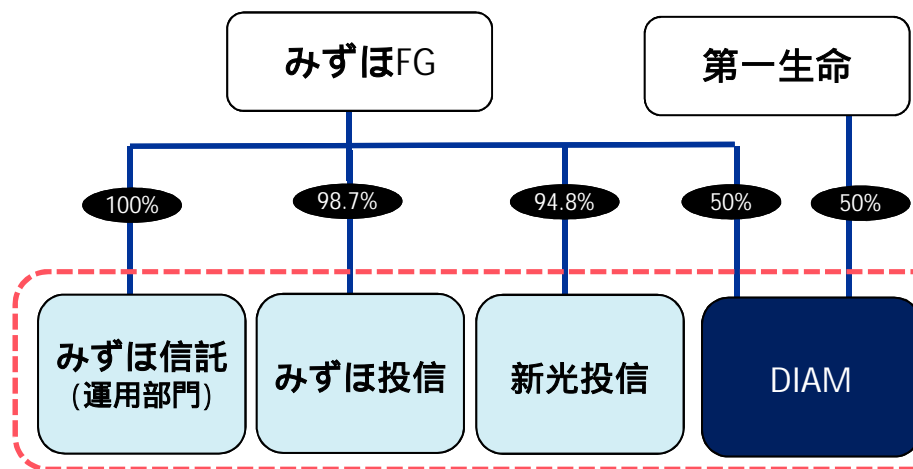 みずほFG
第一生命
100%
98.7%
94.8%
50%
50%
みずほ信託
(運用部門)
みずほ投信
新光投信
DIAM